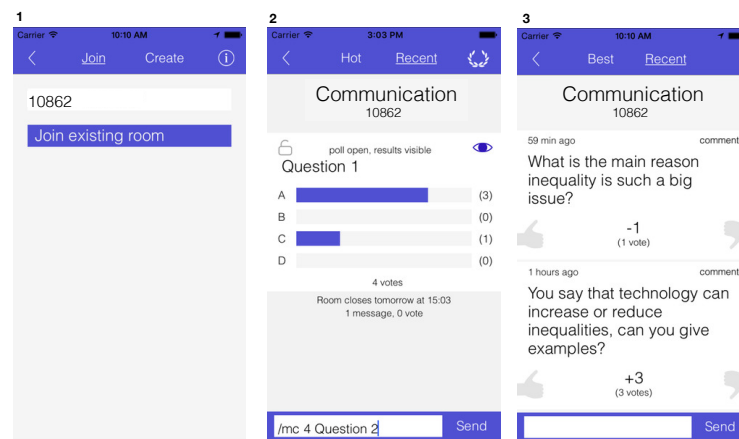 1
Carrier 10:10 AM
Join Create
10862
Join existing room
2
Carrier 3:03 PM
Hot Recent
Communication
10862
poll open, results visible
Question 1
A (3)
B (0)
C (1)
D (0)
4 votes
Room closes tomorrow at 15:03
1 message, 0 vote
/mc 4 Question 2 Send
3
Carrier 10:10 AM
Best Recent
Communication
10862
59 min ago comment
What is the main reason
inequality is such a big
issue?
-1
(1 vote)
1 hours ago comment
You say that technology can
increase or reduce
inequalities, can you give
examples?
+3
(3 votes)
Send